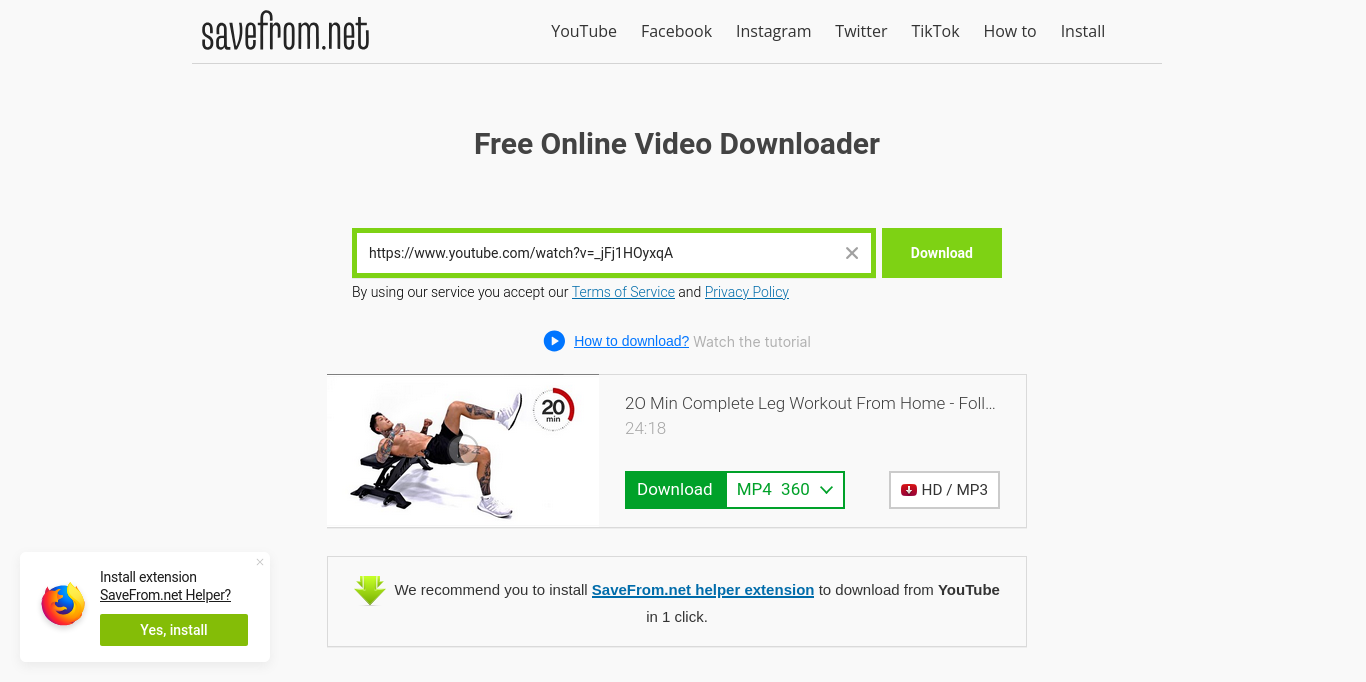 savefrom.net
YouTube Facebook Instagram Twitter TikTok How to Install
Free Online Video Downloader
https://www.youtube.com/watch?v=_jFj1HOyxqA
Download
By using our service you accept our Terms of Service and Privacy Policy
How to download? Watch the tutorial
20
min
2O Min Complete Leg Workout From Home - Foll...
24:18
Download MP4 360
HD / MP3
We recommend you to install SaveFrom.net helper extension to download from YouTube
in 1 click.
Install extension
SaveFrom.net Helper?
Yes, install